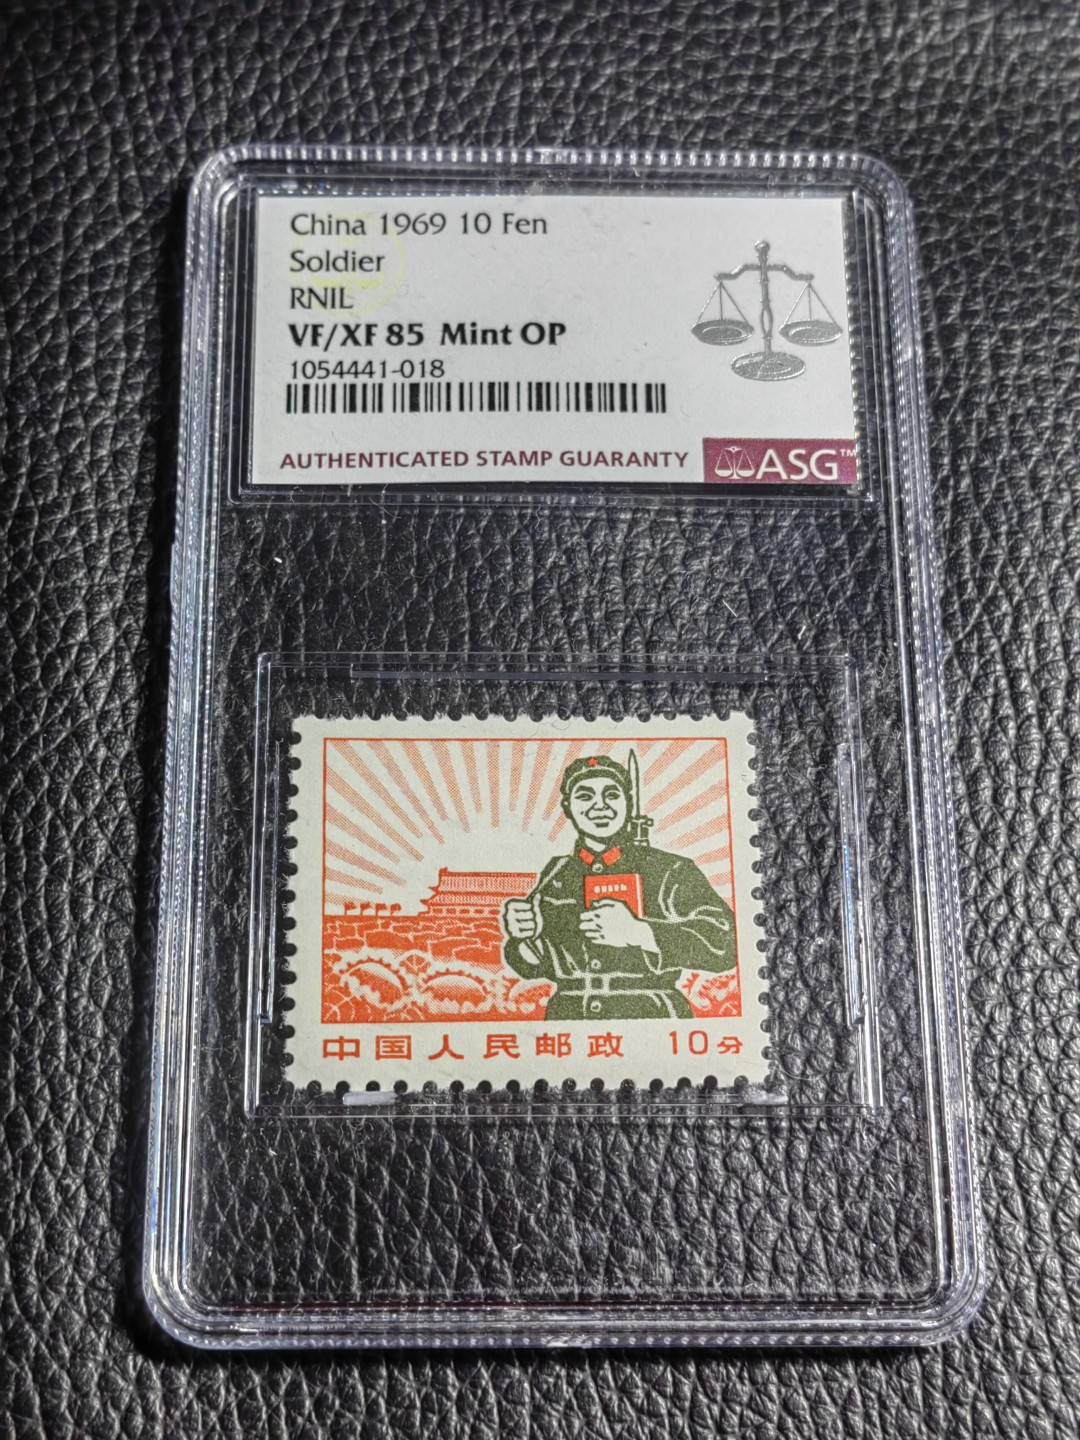 China 1969 10 Fen
Soldier
RNIL
VF/XF 85 Mint OP
1054441-018
AUTHENTICATED STAMP GUARANTY
ASG™
中国人民邮政 10分